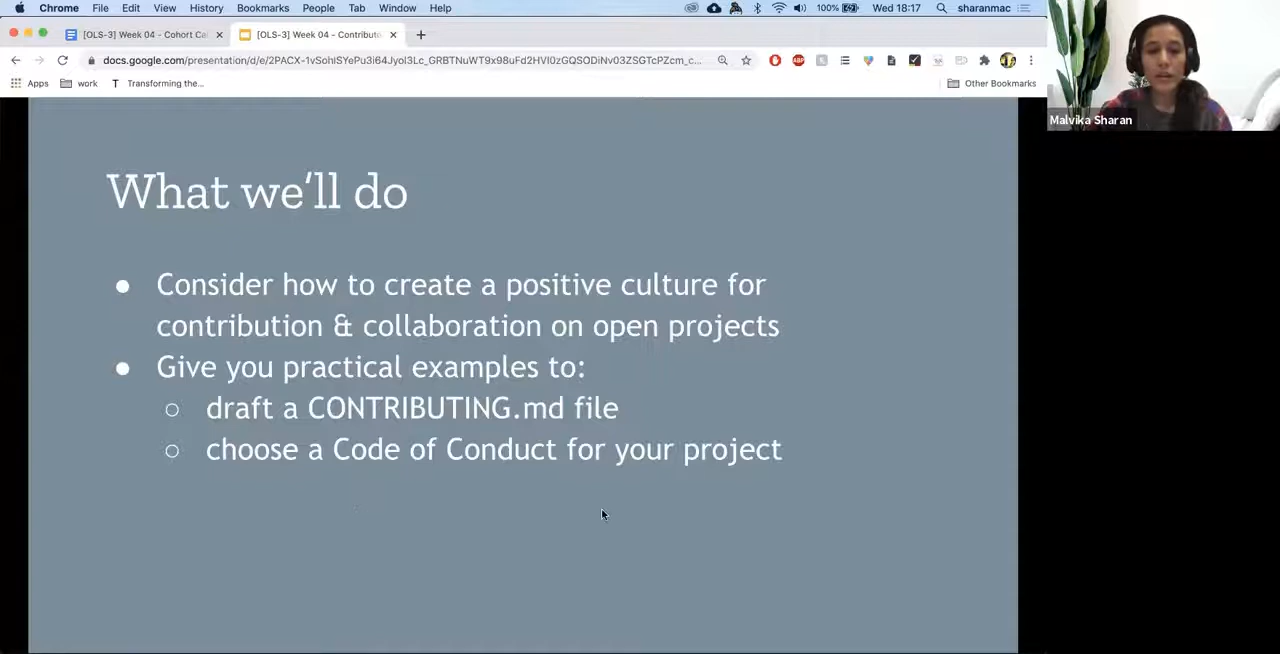 Chrome File Edit View History Bookmarks People Tab Window Help 100% Wed 18:17 sharanmac
[OLS-3] Week 04 - Cohort Ca × [OLS-3] Week 04 - Contributo × +
docs.google.com/presentation/d/e/2PACX-1vSohISYePu3i64JyoI3Lc_GRBTNuWT9x98uFd2HVI0zGQSODiNv03ZSGTcPZcm_c... ABP
Apps work T Transforming the... Other Bookmarks
Malvika Sharan
What we'll do
● Consider how to create a positive culture for
contribution & collaboration on open projects
● Give you practical examples to:
○ draft a CONTRIBUTING.md file
○ choose a Code of Conduct for your project